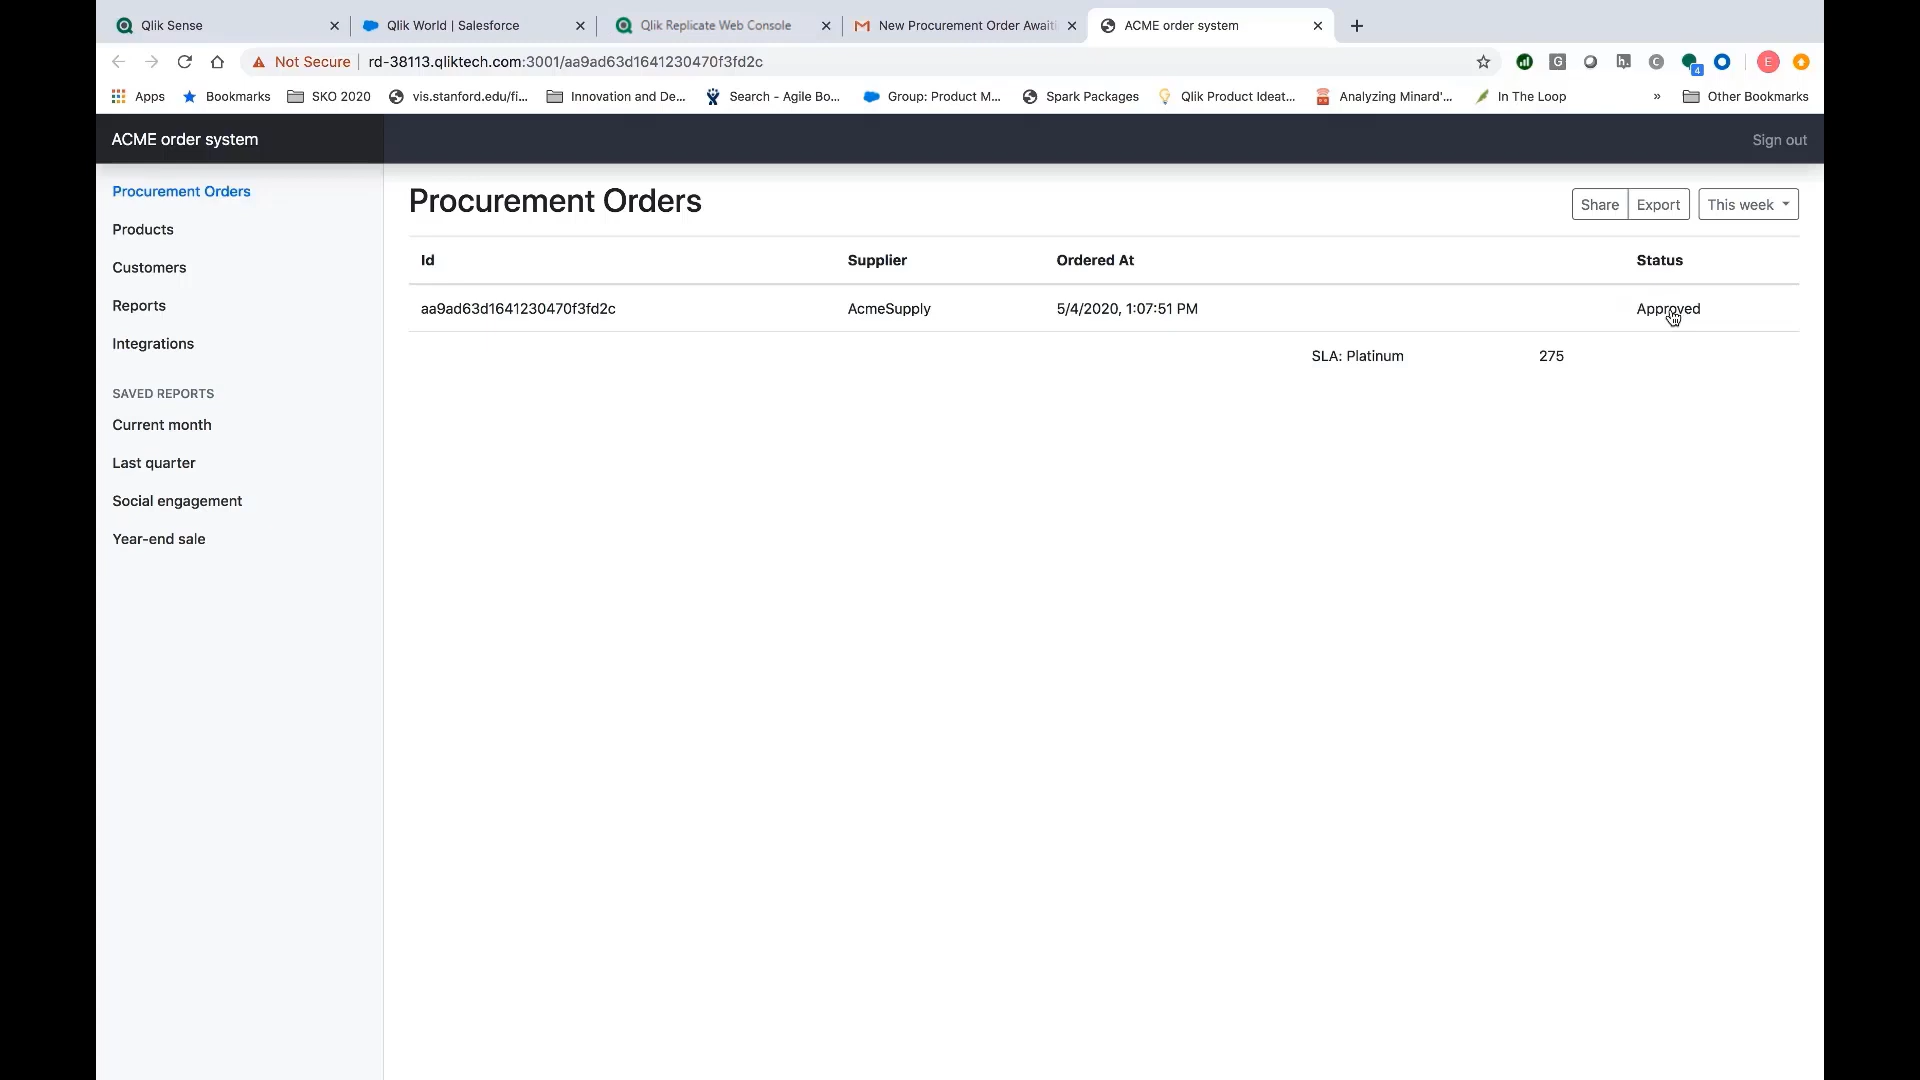 Qlik Sense
Qlik World | Salesforce
Qlik Replicate Web Console
New Procurement Order Await
ACME order system
Not Secure
rd-38113.qliktech.com:3001/aa9ad63d1641230470f3fd2c
G
h.
C
4
E
Apps
Bookmarks
SKO 2020
vis.stanford.edu/fi...
Innovation and De...
Search - Agile Bo...
Group: Product M...
Spark Packages
Qlik Product Ideat...
Analyzing Minard'...
In The Loop
»
Other Bookmarks
ACME order system
Sign out
Procurement Orders
Products
Customers
Reports
Integrations
SAVED REPORTS
Current month
Last quarter
Social engagement
Year-end sale
Procurement Orders
Share Export This week
Id Supplier Ordered At Status
aa9ad63d1641230470f3fd2c AcmeSupply 5/4/2020, 1:07:51 PM Approved
SLA: Platinum 275